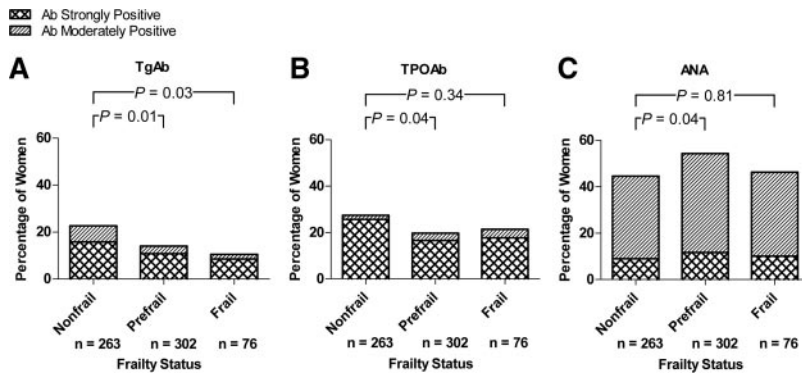 Ab Strongly Positive
Ab Moderately Positive
A
TgAb
P = 0.03
P = 0.01
Percentage of Women
60
40
20
0
Nonfrail
Prefrail
Frail
n = 263
n = 302
n = 76
Frailty Status
B
TPOAb
P = 0.34
P = 0.04
Percentage of Women
60
40
20
0
Nonfrail
Prefrail
Frail
n = 263
n = 302
n = 76
Frailty Status
C
ANA
P = 0.81
P = 0.04
Percentage of Women
60
40
20
0
Nonfrail
Prefrail
Frail
n = 263
n = 302
n = 76
Frailty Status